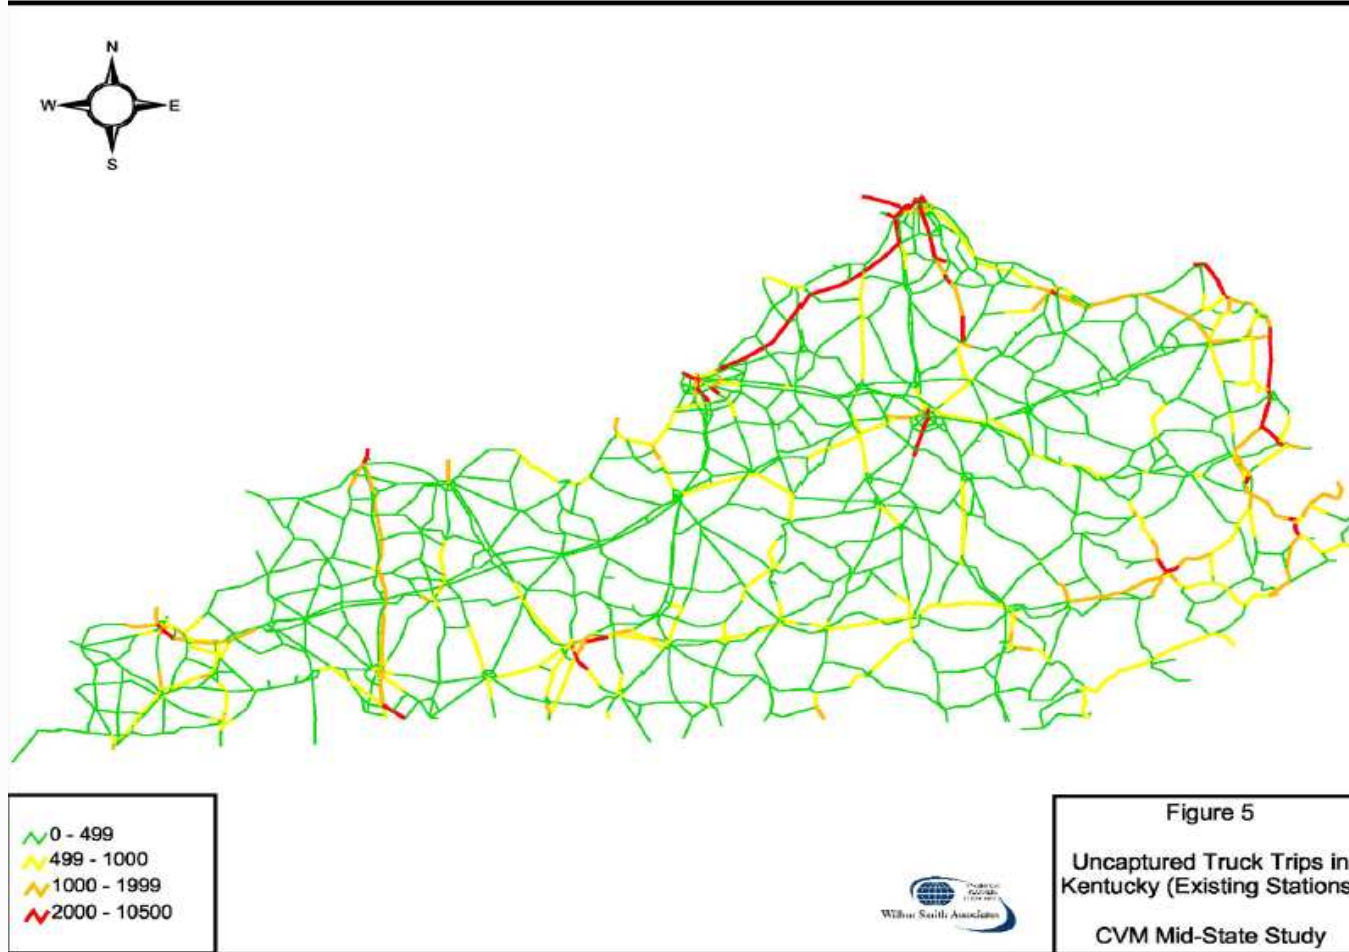 N
W E
S
0 - 499
499 - 1000
1000 - 1999
2000 - 10500
Wilbur Smith Associates
Figure 5
Uncaptured Truck Trips in
Kentucky (Existing Stations
CVM Mid-State Study